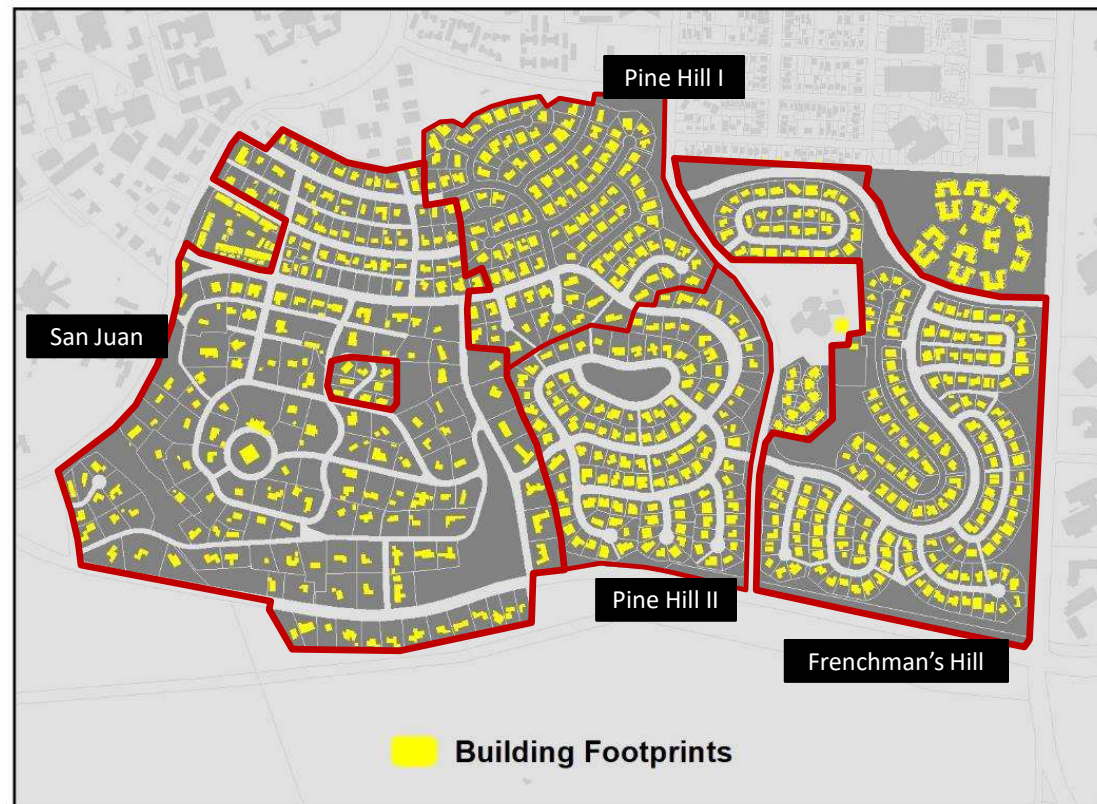 Pine Hill I
San Juan
Pine Hill II
Frenchman’s Hill
Building Footprints